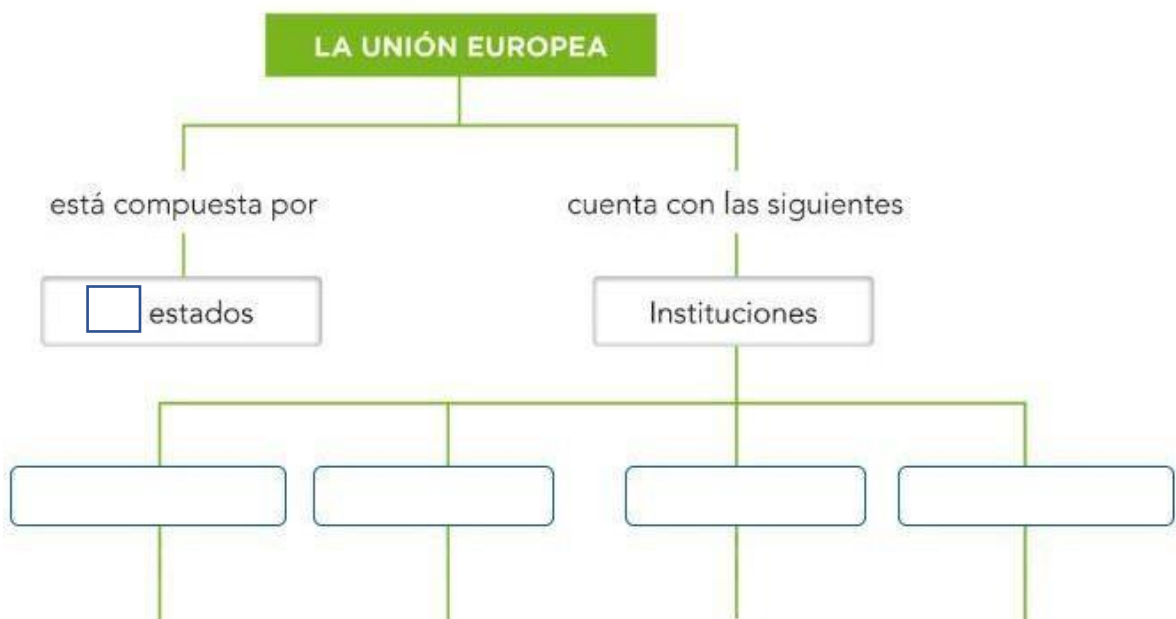 LA UNIÓN EUROPEA
está compuesta por
cuenta con las siguientes
estados
Instituciones